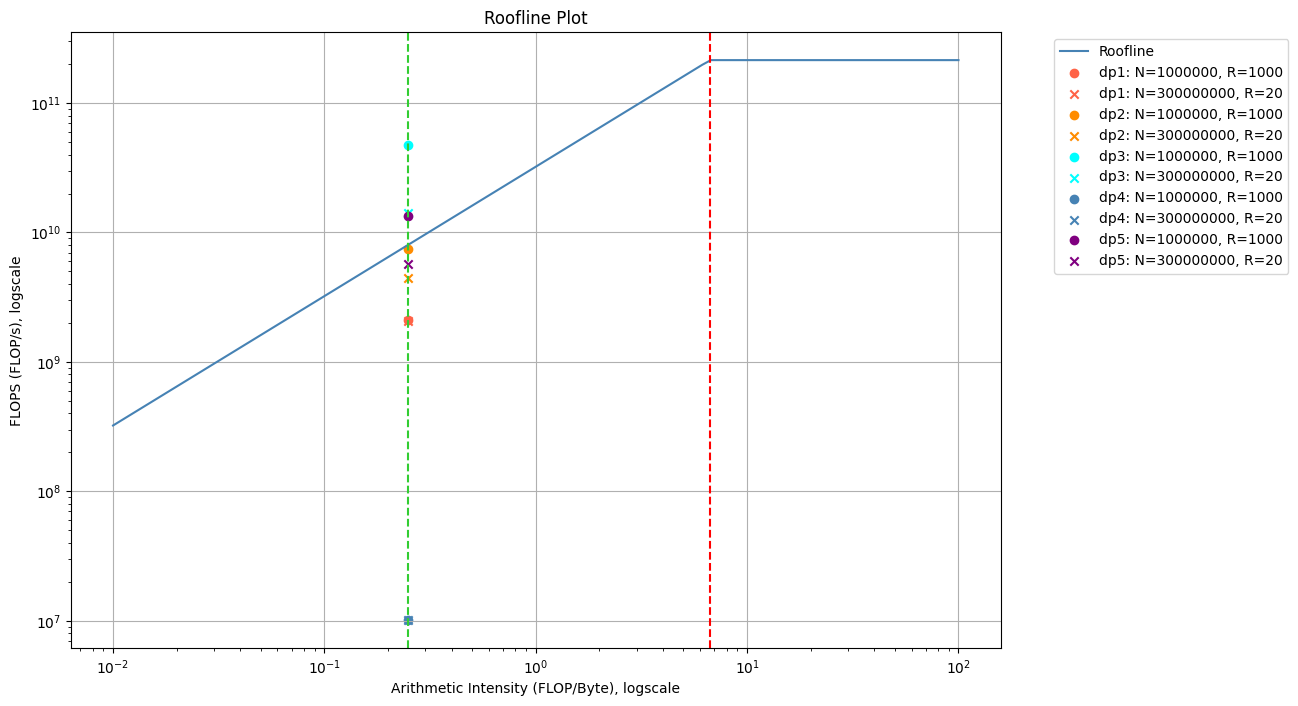 Roofline Plot
FLOPS (FLOP/s), logscale
10¹¹
10¹⁰
10⁹
10⁸
10⁷
10⁻²
10⁻¹
10⁰
10¹
10²
Arithmetic Intensity (FLOP/Byte), logscale
Roofline
dp1: N=1000000, R=1000
dp1: N=300000000, R=20
dp2: N=1000000, R=1000
dp2: N=300000000, R=20
dp3: N=1000000, R=1000
dp3: N=300000000, R=20
dp4: N=1000000, R=1000
dp4: N=300000000, R=20
dp5: N=1000000, R=1000
dp5: N=300000000, R=20